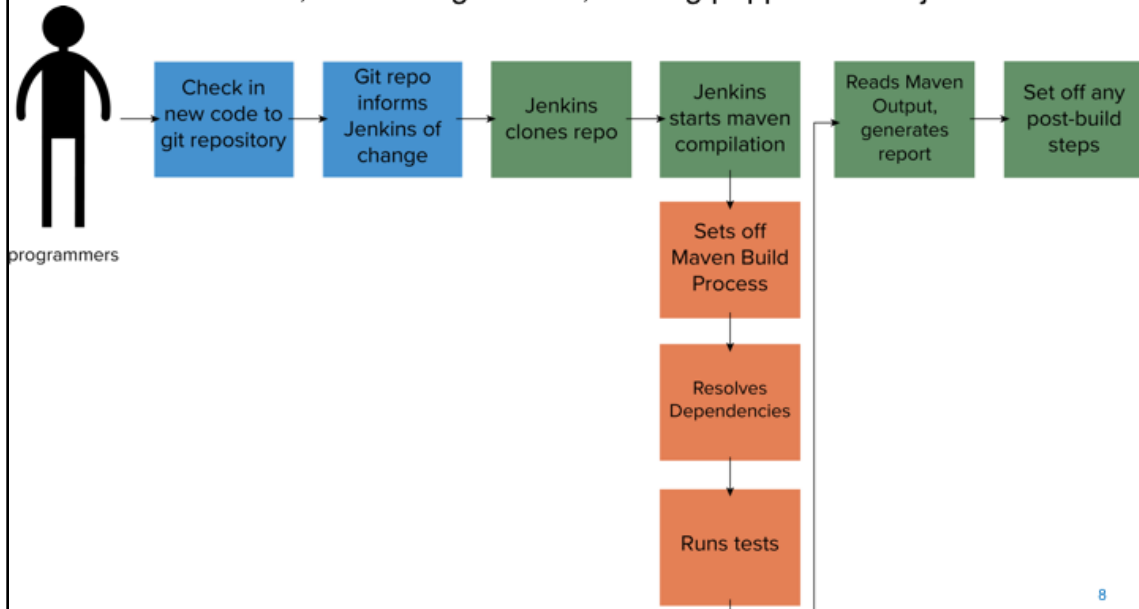 programmers
Check in
new code to
git repository
Git repo
informs
Jenkins of
change
Jenkins
clones repo
Jenkins
starts maven
compilation
Reads Maven
Output,
generates
report
Set off any
post-build
steps
Sets off
Maven Build
Process
Resolves
Dependencies
Runs tests
8